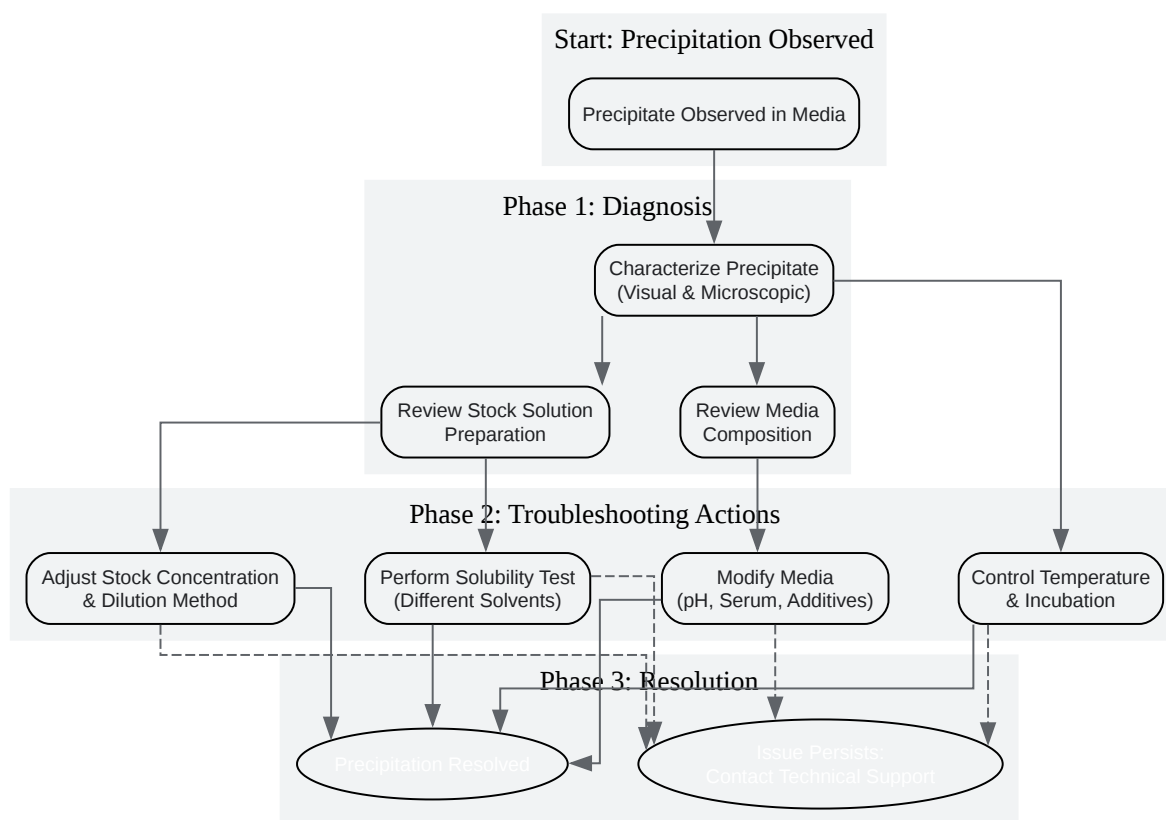 Start: Precipitation Observed
Precipitate Observed in Media
Phase 1: Diagnosis
Characterize Precipitate
(Visual & Microscopic)
Review Stock Solution
Preparation
Review Media
Composition
Phase 2: Troubleshooting Actions
Adjust Stock Concentration
& Dilution Method
Perform Solubility Test
(Different Solvents)
Modify Media
(pH, Serum, Additives)
Control Temperature
& Incubation
Phase 3: Resolution
Precipitation Resolved
Issue Persists:
Contact Technical Support